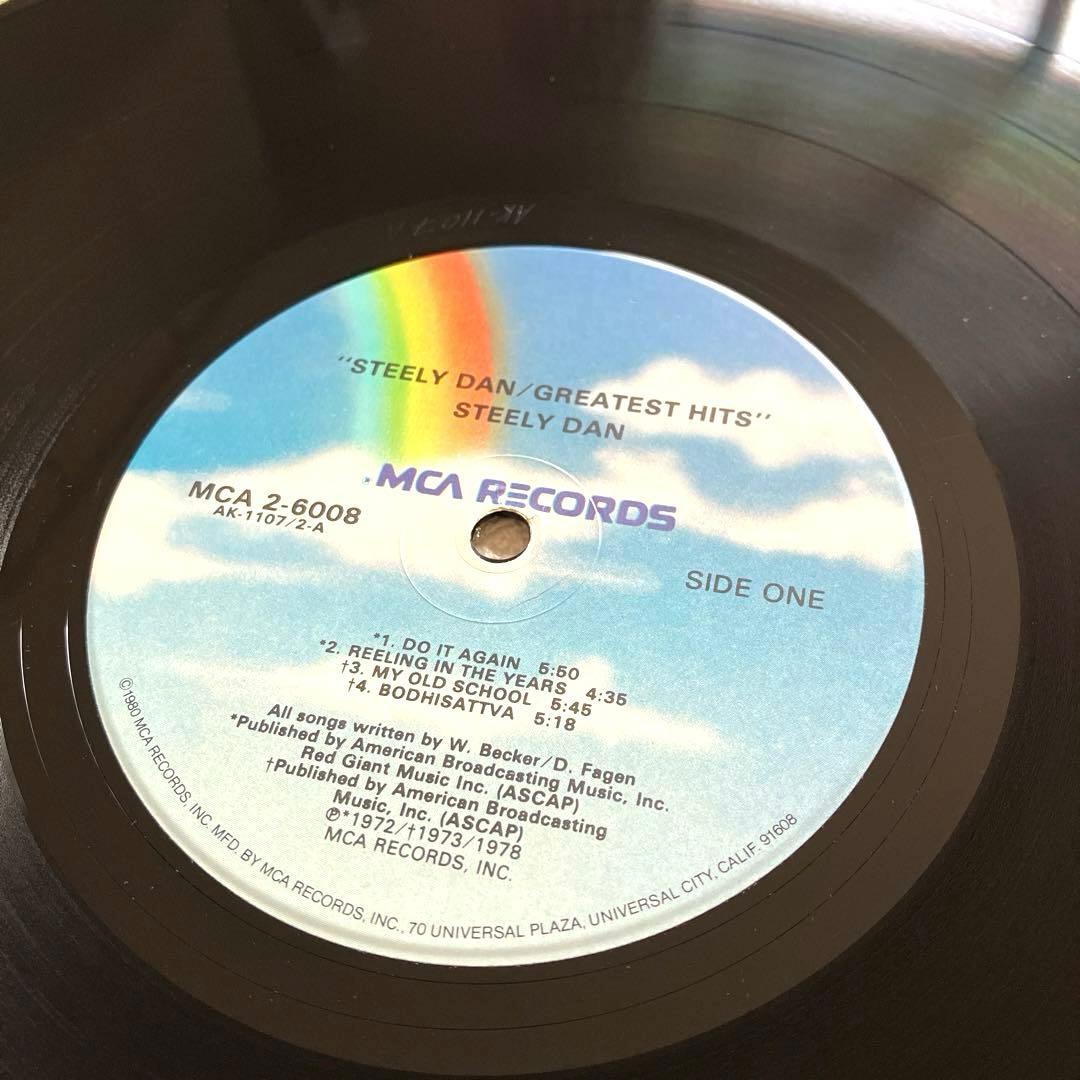 AK-1107
"STEELY DAN/GREATEST HITS"
STEELY DAN
MCA RECORDS
MCA 2-6008
AK-1107/2-A
SIDE ONE
*1. DO IT AGAIN 5:50
*2. REELING IN THE YEARS 4:35
†3. MY OLD SCHOOL 5:45
†4. BODHISATTVA 5:18
All songs written by W. Becker/D. Fagen
*Published by American Broadcasting Music, Inc.
Red Giant Music Inc. (ASCAP)
†Published by American Broadcasting
Music, Inc. (ASCAP)
℗*1972/†1973/1978
MCA RECORDS, INC.
©1980 MCA RECORDS, INC. MFD. BY MCA RECORDS, INC., 70 UNIVERSAL PLAZA, UNIVERSAL CITY, CALIF. 91608